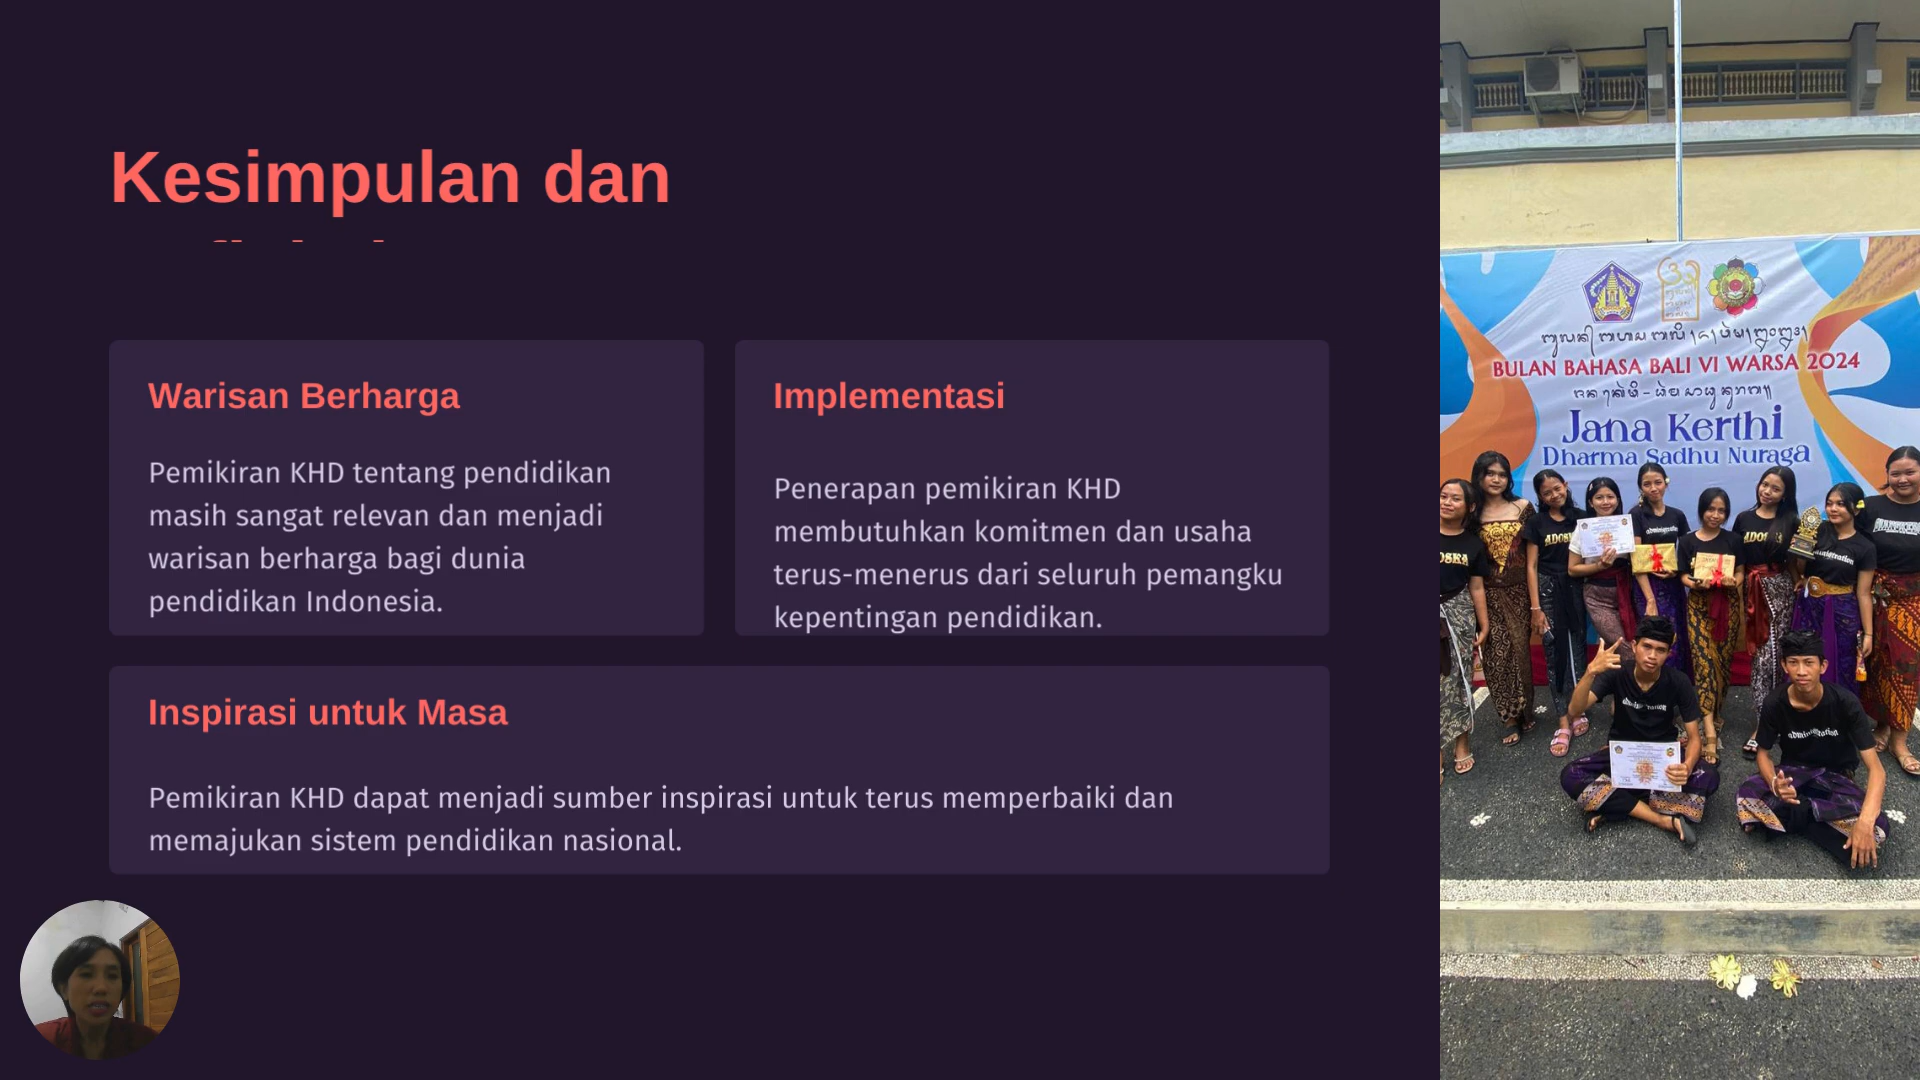 Kesimpulan dan
Warisan Berharga
Pemikiran KHD tentang pendidikan
masih sangat relevan dan menjadi
warisan berharga bagi dunia
pendidikan Indonesia.
Implementasi
Penerapan pemikiran KHD
membutuhkan komitmen dan usaha
terus-menerus dari seluruh pemangku
kepentingan pendidikan.
Inspirasi untuk Masa
Pemikiran KHD dapat menjadi sumber inspirasi untuk terus memperbaiki dan
memajukan sistem pendidikan nasional.
BULAN BAHASA BALI VI WARSA 2024
Jana Kerthi
Dharma Sadhu Nuraga
administration
administration
administration